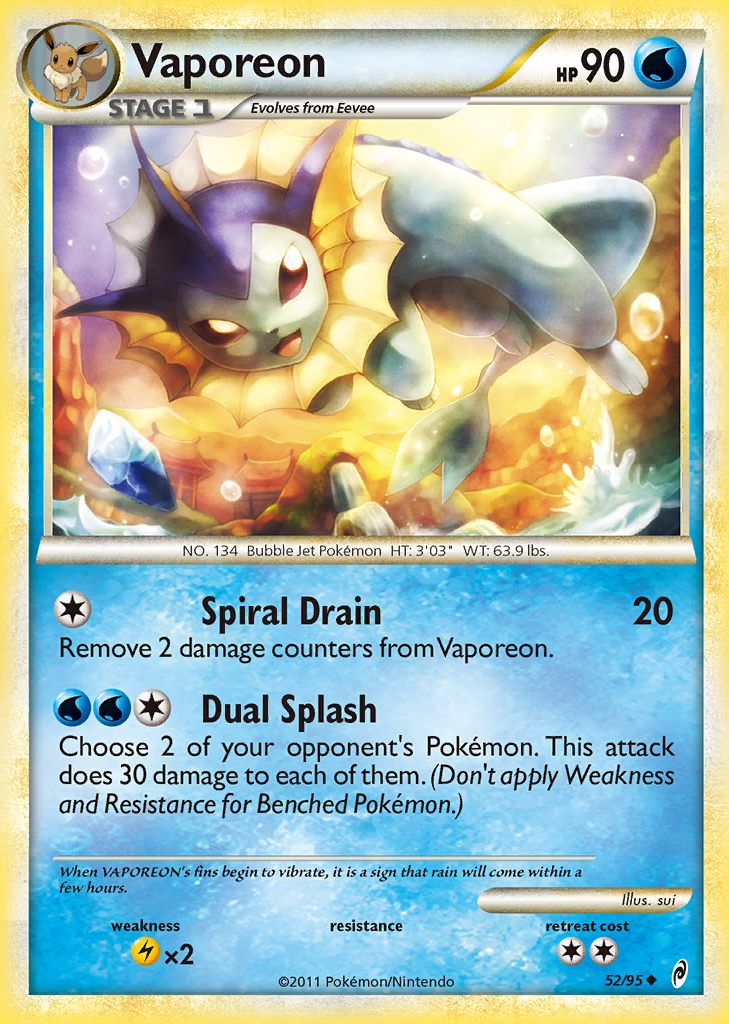 Vaporeon
HP 90
STAGE 1
Evolves from Eevee
NO. 134 Bubble Jet Pokémon HT: 3'03" WT: 63.9 lbs.
Spiral Drain 20
Remove 2 damage counters from Vaporeon.
Dual Splash
Choose 2 of your opponent's Pokémon. This attack
does 30 damage to each of them. (Don't apply Weakness
and Resistance for Benched Pokémon.)
When VAPOREON's fins begin to vibrate, it is a sign that rain will come within a
few hours.
Illus. sui
weakness resistance retreat cost
×2
©2011 Pokémon/Nintendo
52/95